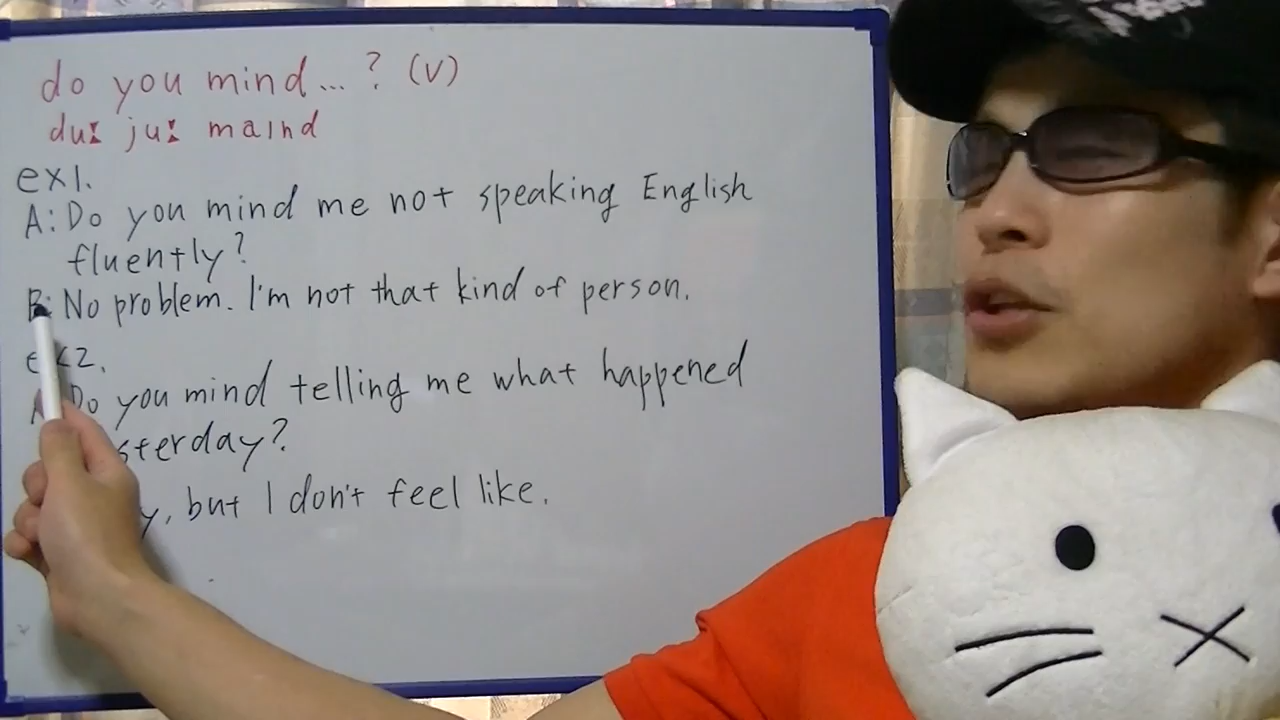 do you mind...? (V)
duː juː maɪnd
ex1.
A: Do you mind me not speaking English
fluently?
B: No problem. I'm not that kind of person.
ex2.
A: Do you mind telling me what happened
sterday?
y, but I don't feel like.